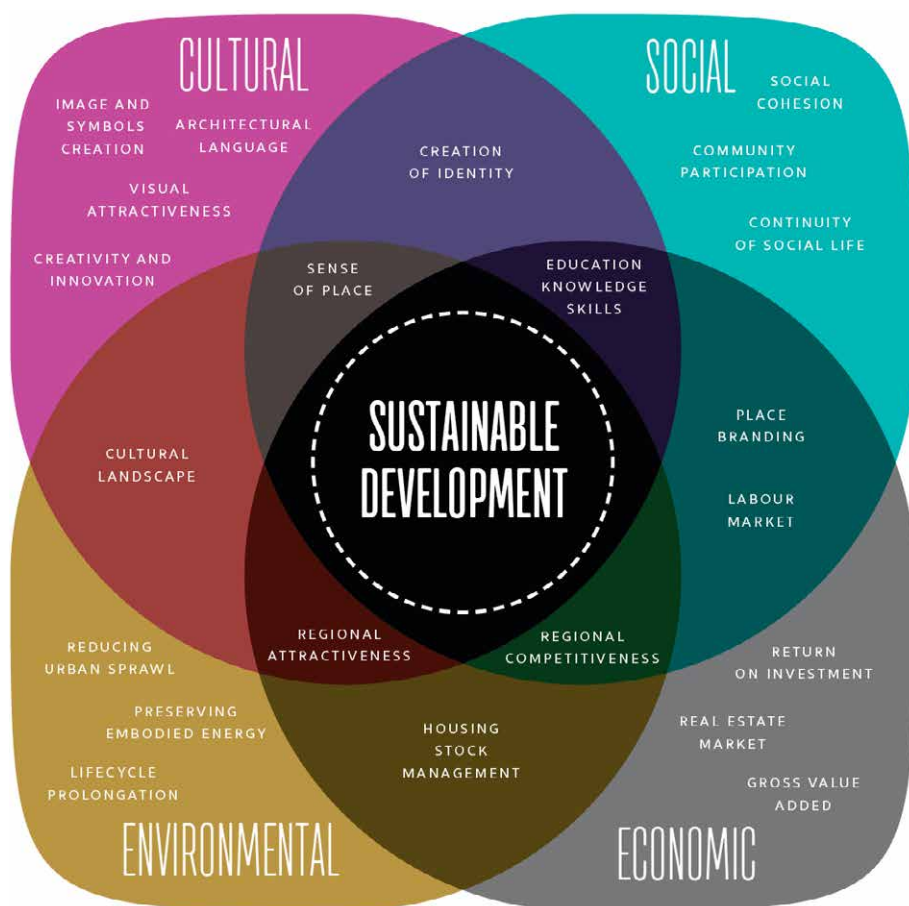 CULTURAL
IMAGE AND
SYMBOLS
CREATION
ARCHITECTURAL
LANGUAGE
VISUAL
ATTRACTIVENESS
CREATIVITY AND
INNOVATION
CREATION
OF IDENTITY
SOCIAL
SOCIAL
COHESION
COMMUNITY
PARTICIPATION
CONTINUITY
OF SOCIAL LIFE
SENSE
OF PLACE
EDUCATION
KNOWLEDGE
SKILLS
SUSTAINABLE
DEVELOPMENT
CULTURAL
LANDSCAPE
PLACE
BRANDING
LABOUR
MARKET
REGIONAL
ATTRACTIVENESS
REGIONAL
COMPETITIVENESS
REDUCING
URBAN SPRAWL
PRESERVING
EMBODIED ENERGY
LIFECYCLE
PROLONGATION
ENVIRONMENTAL
HOUSING
STOCK
MANAGEMENT
RETURN
ON INVESTMENT
REAL ESTATE
MARKET
GROSS VALUE
ADDED
ECONOMIC